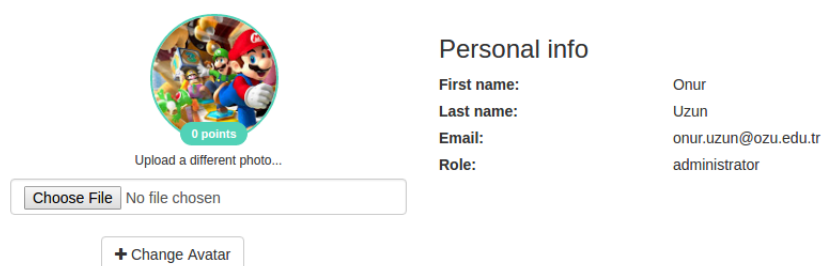 0 points
Upload a different photo...
Choose File No file chosen
+ Change Avatar
Personal info
First name: Onur
Last name: Uzun
Email: onur.uzun@ozu.edu.tr
Role: administrator